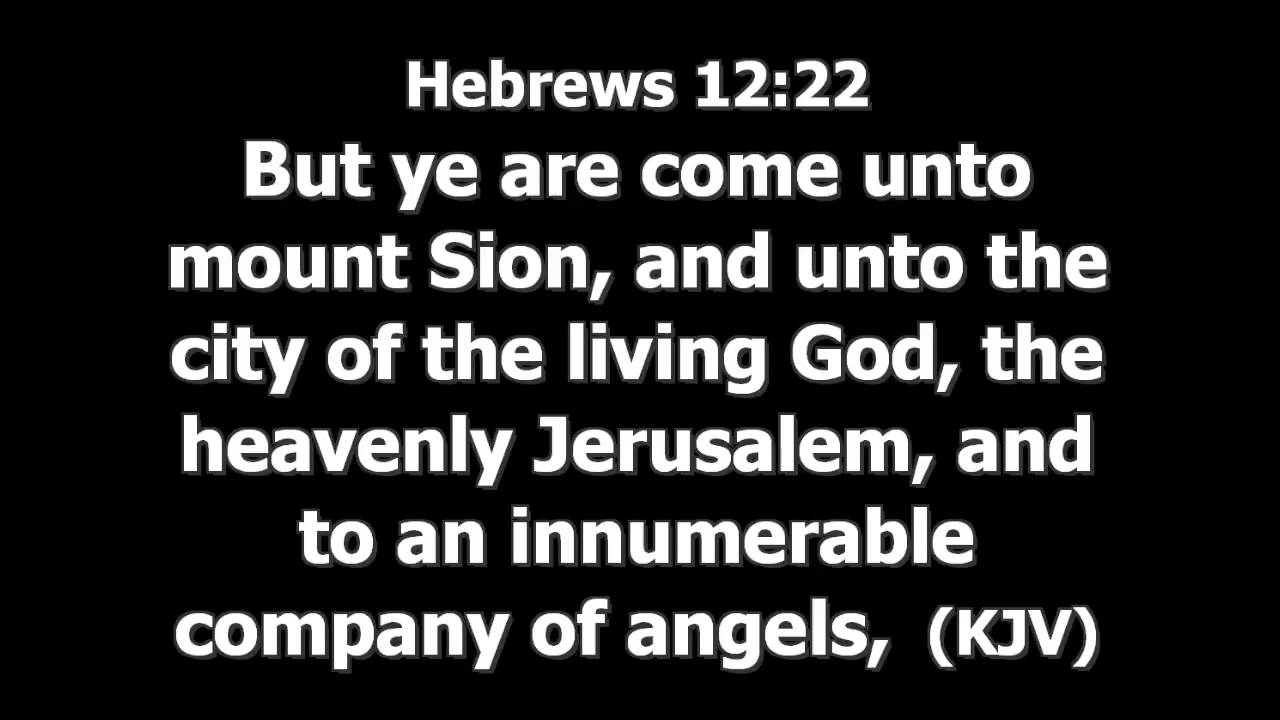 Hebrews 12:22
But ye are come unto
mount Sion, and unto the
city of the living God, the
heavenly Jerusalem, and
to an innumerable
company of angels, (KJV)